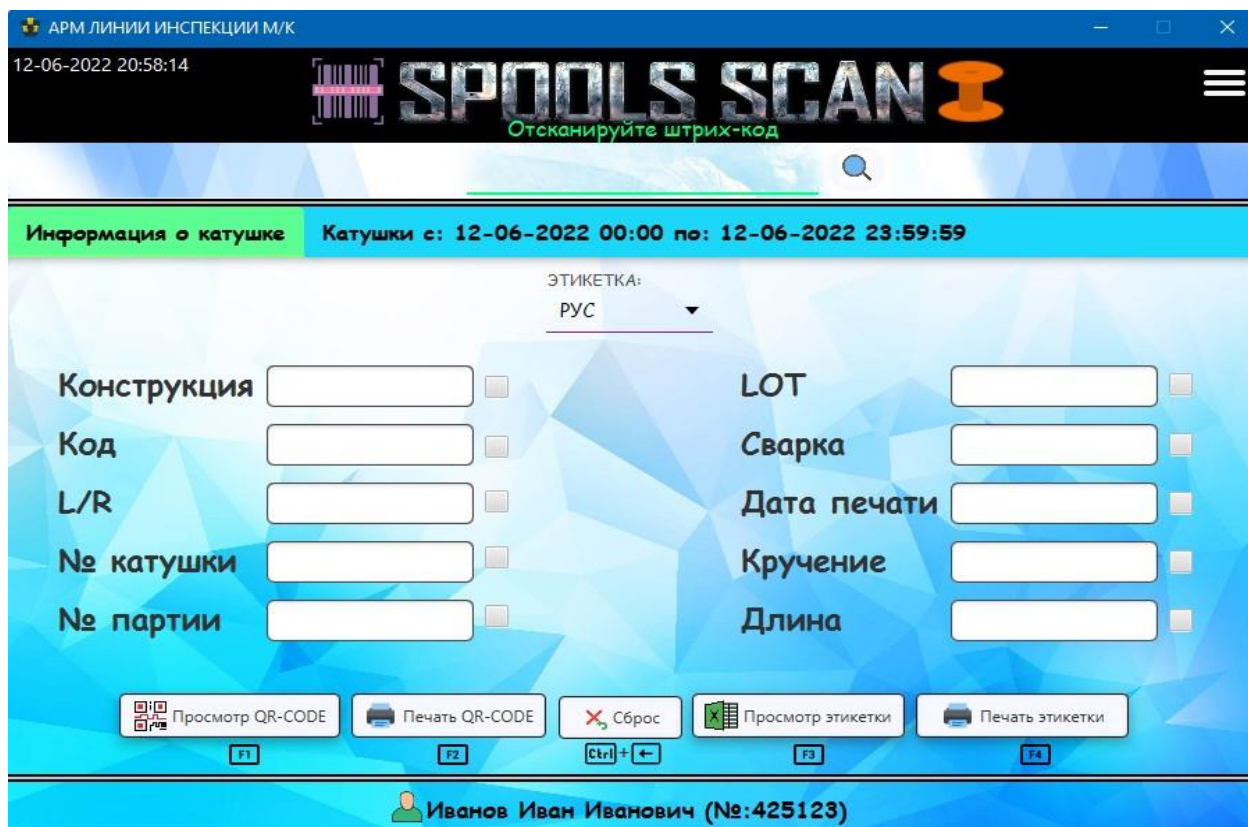 АРМ ЛИНИИ ИНСПЕКЦИИ М/К
12-06-2022 20:58:14
SPOOLS SCAN
Отсканируйте штрих-код
Информация о катушке
Катушки с: 12-06-2022 00:00 по: 12-06-2022 23:59:59
ЭТИКЕТКА:
РУС
Конструкция
LOT
Код
Сварка
L/R
Дата печати
№ катушки
Кручение
№ партии
Длина
Просмотр QR-CODE
Печать QR-CODE
Сброс
Просмотр этикетки
Печать этикетки
F1
F2
Ctrl+←
F3
F4
Иванов Иван Иванович (№:425123)